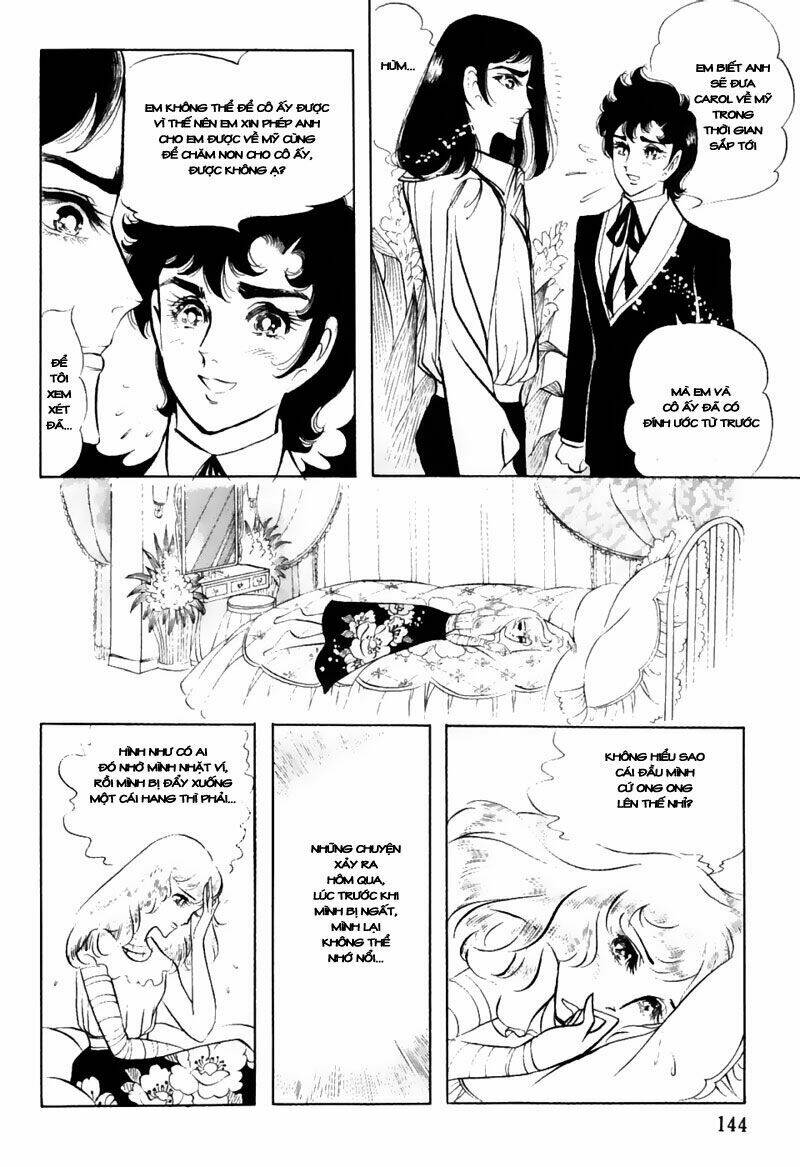 EM BIẾT ANH
SẼ ĐƯA
CAROL VỀ MỸ
TRONG
THỜI GIAN
SẮP TỚI
HỪM...
MÀ EM VÀ
CÔ ẤY ĐÃ CÓ
ĐÍNH ƯỚC TỪ TRƯỚC
EM KHÔNG THỂ ĐỂ CÔ ẤY ĐƯỢC
VÌ THẾ NÊN EM XIN PHÉP ANH
CHO EM ĐƯỢC VỀ MỸ CÙNG
ĐỂ CHĂM NON CHO CÔ ẤY,
ĐƯỢC KHÔNG Ạ?
ĐỂ
TÔI
XEM
XÉT
ĐÃ...
KHÔNG HIỂU SAO
CÁI ĐẦU MÌNH
CỨ ONG ONG
LÊN THẾ NHỈ?
NHỮNG CHUYỆN
XẢY RA
HÔM QUA,
LÚC TRƯỚC KHI
MÌNH BỊ NGẤT,
MÌNH LẠI
KHÔNG THỂ
NHỚ NỔI...
HÌNH NHƯ CÓ AI
ĐÓ NHỜ MÌNH NHẶT VÍ,
RỒI MÌNH BỊ ĐẨY XUỐNG
MỘT CÁI HANG THÌ PHẢI...
144